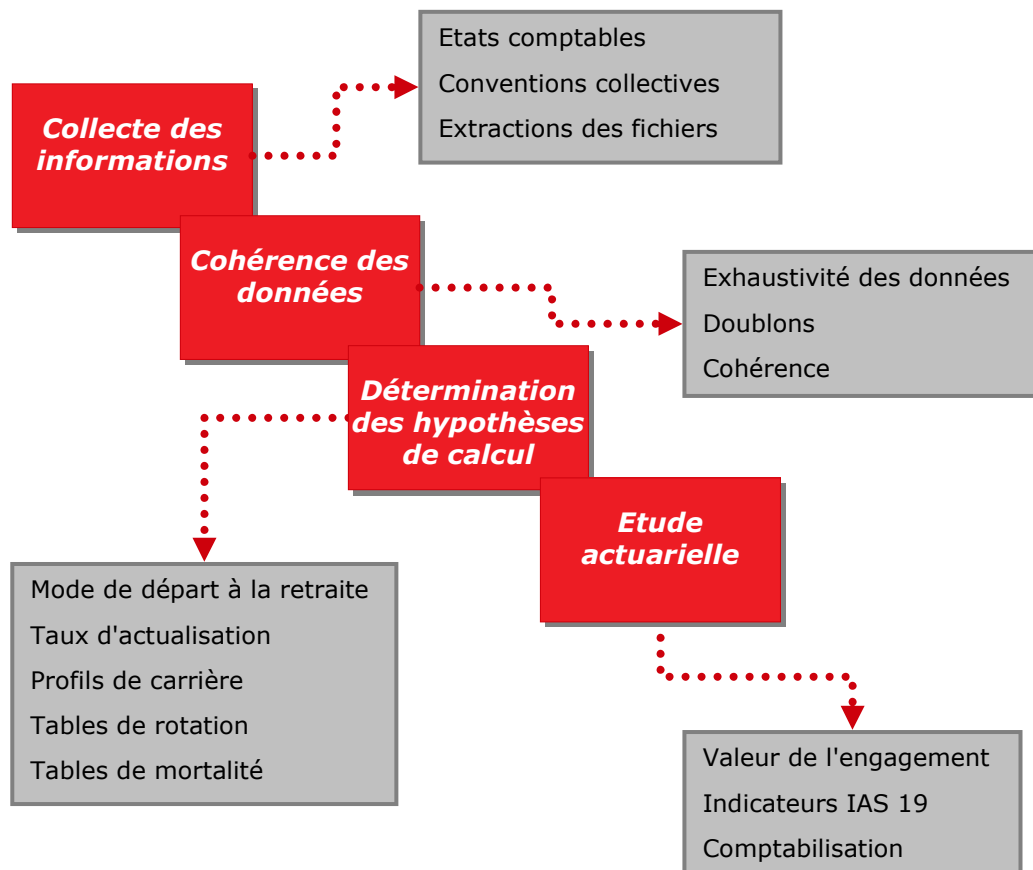 Collecte des
informations
Etats comptables
Conventions collectives
Extractions des fichiers
Cohérence des
données
Exhaustivité des données
Doublons
Cohérence
Détermination
des hypothèses
de calcul
Mode de départ à la retraite
Taux d'actualisation
Profils de carrière
Tables de rotation
Tables de mortalité
Etude
actuarielle
Valeur de l'engagement
Indicateurs IAS 19
Comptabilisation